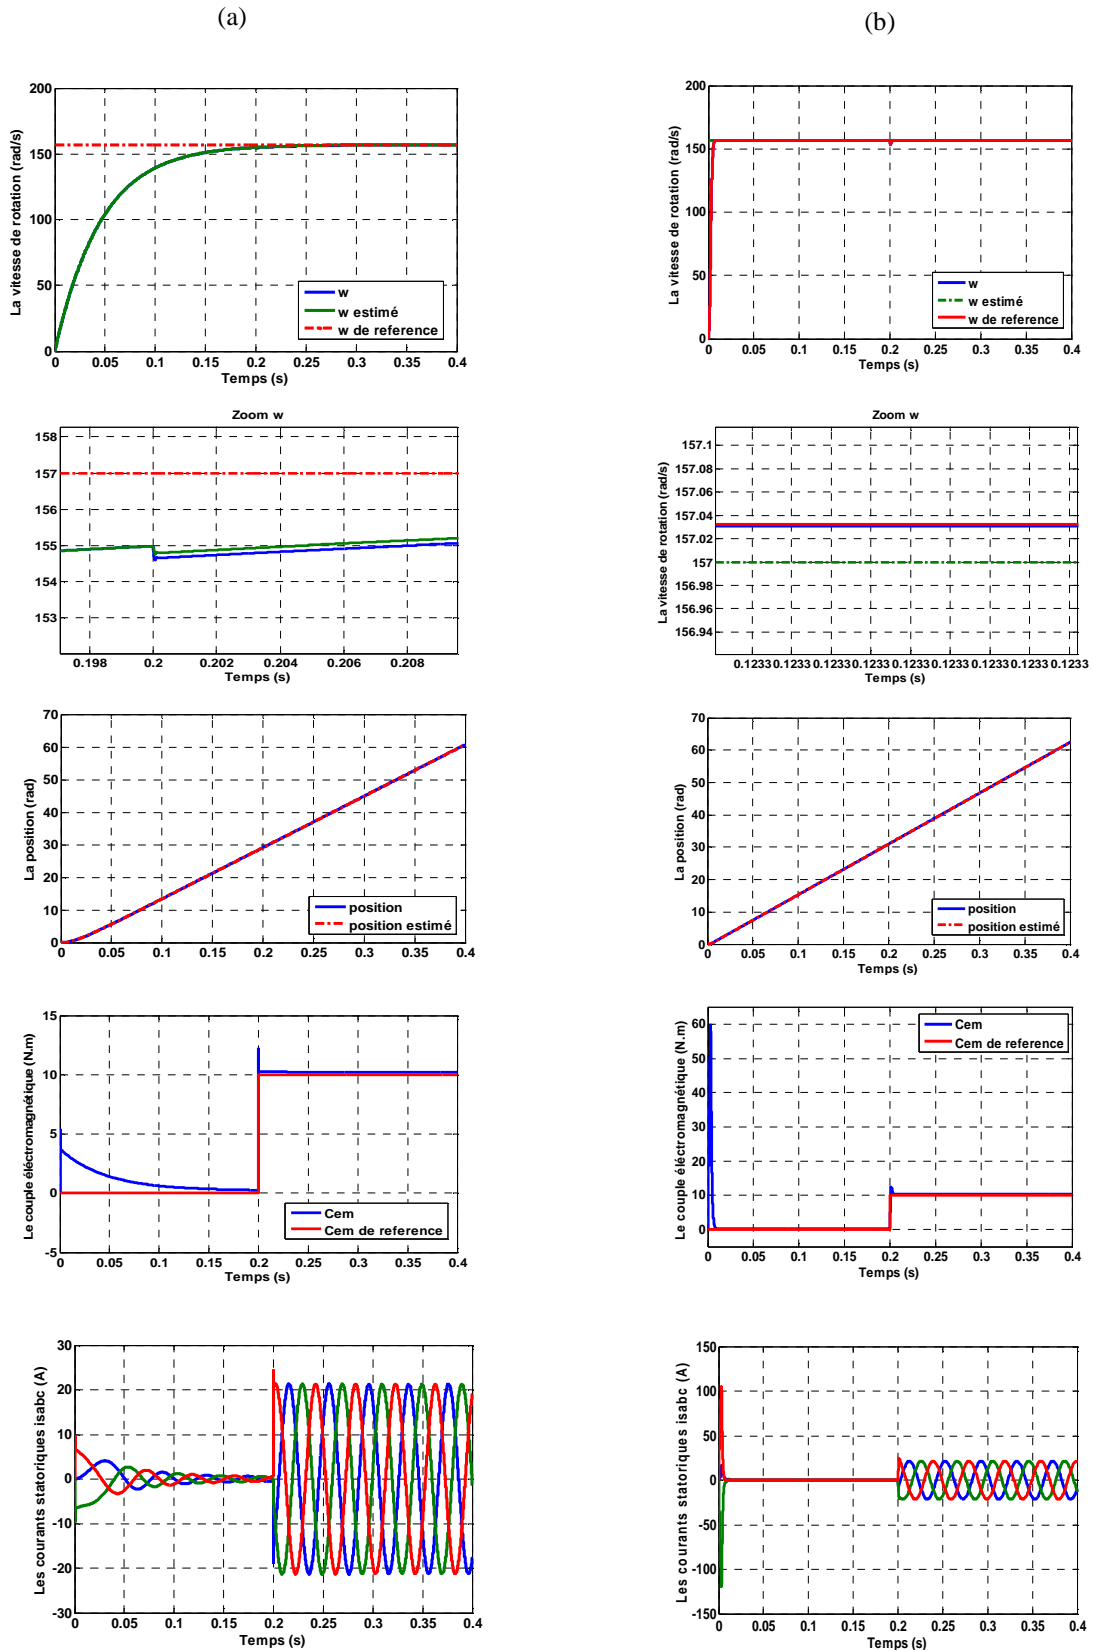 (a)
(b)
200
150
100
50
0
La vitesse de rotation (rad/s)
w
w estimé
w de reference
0 0.05 0.1 0.15 0.2 0.25 0.3 0.35 0.4
Temps (s)
200
150
100
50
0
La vitesse de rotation (rad/s)
w
w estimé
w de reference
0 0.05 0.1 0.15 0.2 0.25 0.3 0.35 0.4
Temps (s)
Zoom w
158
157
156
155
154
153
0.198 0.2 0.202 0.204 0.206 0.208
Temps (s)
Zoom w
157.1
157.08
157.06
157.04
157.02
157
156.98
156.96
156.94
La vitesse de rotation (rad/s)
0.1233 0.1233 0.1233 0.1233 0.1233 0.1233 0.1233 0.1233 0.1233
Temps (s)
70
60
50
40
30
20
10
0
La position (rad)
position
position estimé
0 0.05 0.1 0.15 0.2 0.25 0.3 0.35 0.4
Temps (s)
70
60
50
40
30
20
10
0
La position (rad)
position
position estimé
0 0.05 0.1 0.15 0.2 0.25 0.3 0.35 0.4
Temps (s)
15
10
5
0
-5
Le couple éléctromagnétique (N.m)
Cem
Cem de reference
0 0.05 0.1 0.15 0.2 0.25 0.3 0.35 0.4
Temps (s)
60
50
40
30
20
10
0
Le couple éléctromagnétique (N.m)
Cem
Cem de reference
0 0.05 0.1 0.15 0.2 0.25 0.3 0.35 0.4
Temps (s)
30
20
10
0
-10
-20
-30
Les courants statoriques isabc (A)
0 0.05 0.1 0.15 0.2 0.25 0.3 0.35 0.4
Temps (s)
150
100
50
0
-50
-100
-150
Les courants statoriques isabc (A)
0 0.05 0.1 0.15 0.2 0.25 0.3 0.35 0.4
Temps (s)